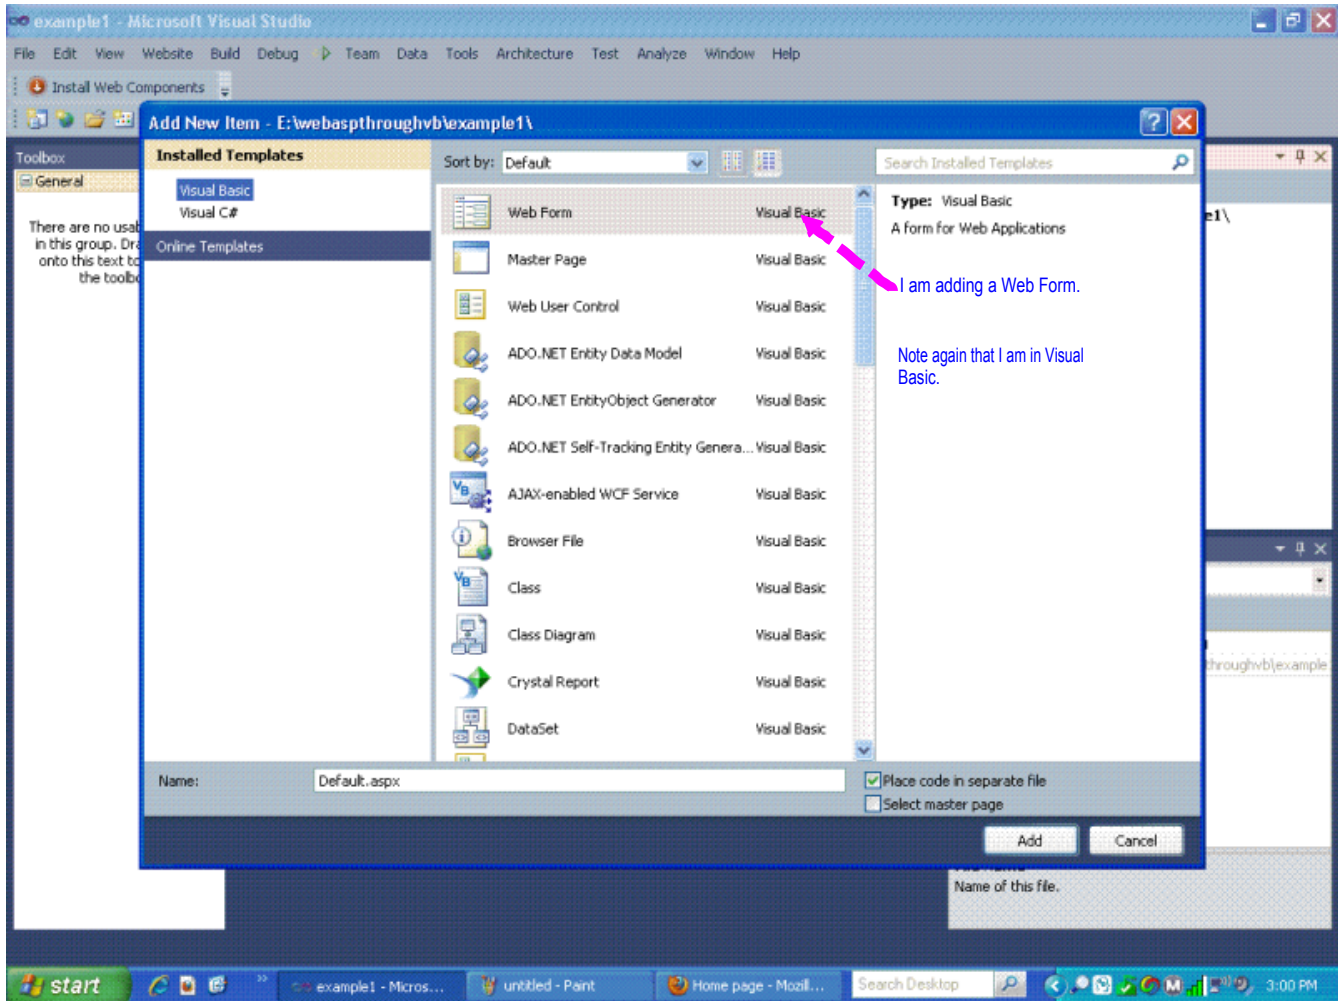 example1 - Microsoft Visual Studio
File Edit View Website Build Debug Team Data Tools Architecture Test Analyze Window Help
Install Web Components
Add New Item - E:\webaspthroughvb\example1\
Toolbox
General
There are no usa
in this group. Dr
onto this text to
the toolbo
Installed Templates
Visual Basic
Visual C#
Online Templates
Sort by: Default
Search Installed Templates
Web Form Visual Basic
Master Page Visual Basic
Web User Control Visual Basic
ADO.NET Entity Data Model Visual Basic
ADO.NET EntityObject Generator Visual Basic
ADO.NET Self-Tracking Entity Genera... Visual Basic
AJAX-enabled WCF Service Visual Basic
Browser File Visual Basic
Class Visual Basic
Class Diagram Visual Basic
Crystal Report Visual Basic
DataSet Visual Basic
Type: Visual Basic
A form for Web Applications
I am adding a Web Form.
Note again that I am in Visual
Basic.
e1\
throughvb\example
Name: Default.aspx
Place code in separate file
Select master page
Add Cancel
Name of this file.
start
example1 - Micros...
untitled - Paint
Home page - Mozill...
Search Desktop
3:00 PM